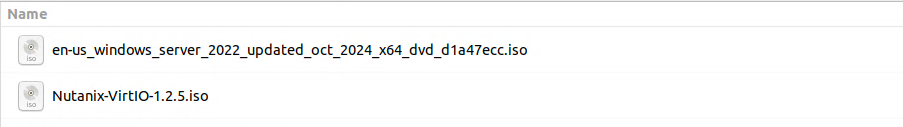 Name
iso
en-us_windows_server_2022_updated_oct_2024_x64_dvd_d1a47ecc.iso
iso
Nutanix-VirtIO-1.2.5.iso